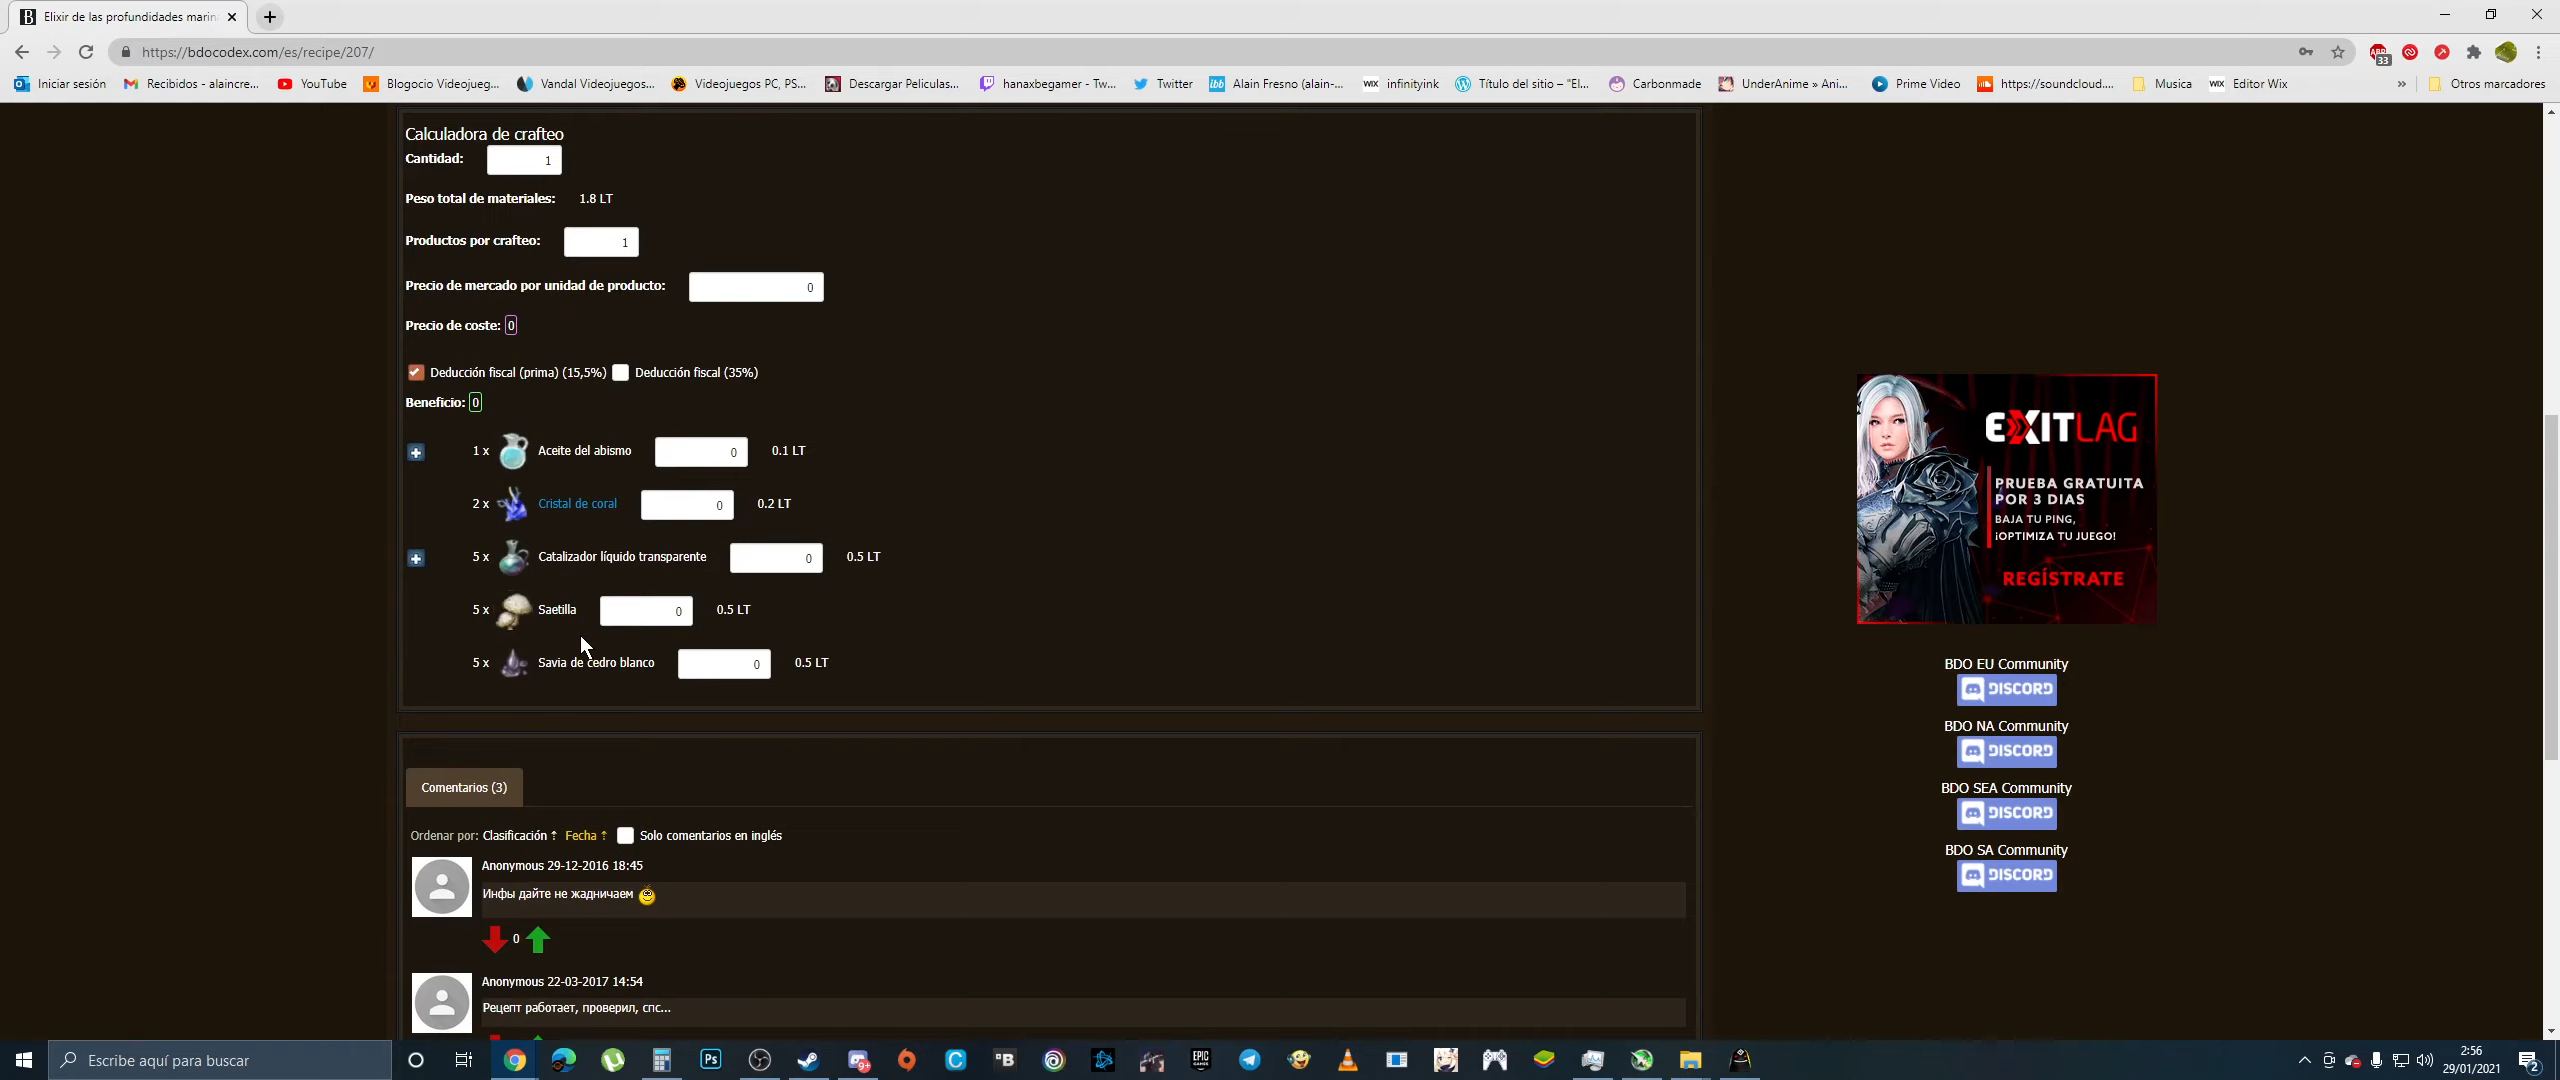 Elixir de las profundidades marin
https://bdocodex.com/es/recipe/207/
33
Iniciar sesión
Recibidos - alaincre...
YouTube
Blogocio Videojueg...
Vandal Videojuegos...
Videojuegos PC, PS...
Descargar Peliculas...
hanaxbegamer - Tw...
Twitter
Alain Fresno (alain-...
infinityink
Título del sitio – "El...
Carbonmade
UnderAnime » Ani...
Prime Video
https://soundcloud....
Musica
Editor Wix
»
Otros marcadores
Calculadora de crafteo
Cantidad: 1
Peso total de materiales: 1.8 LT
Productos por crafteo: 1
Precio de mercado por unidad de producto: 0
Precio de coste: 0
Deducción fiscal (prima) (15,5%) Deducción fiscal (35%)
Beneficio: 0
1 x Aceite del abismo 0 0.1 LT
2 x Cristal de coral 0 0.2 LT
5 x Catalizador líquido transparente 0 0.5 LT
5 x Saetilla 0 0.5 LT
5 x Savia de cedro blanco 0 0.5 LT
EXITLAG
PRUEBA GRATUITA
POR 3 DIAS
BAJA TU PING,
¡OPTIMIZA TU JUEGO!
REGÍSTRATE
BDO EU Community
DISCORD
BDO NA Community
DISCORD
BDO SEA Community
DISCORD
BDO SA Community
DISCORD
Comentarios (3)
Ordenar por: Clasificación ↑ Fecha ↑ Solo comentarios en inglés
Anonymous 29-12-2016 18:45
Инфы дайте не жадничаем
0
Anonymous 22-03-2017 14:54
Рецепт работает, проверил, спс...
Escribe aquí para buscar
Ps
9+
EPIC
2:56
29/01/2021
2